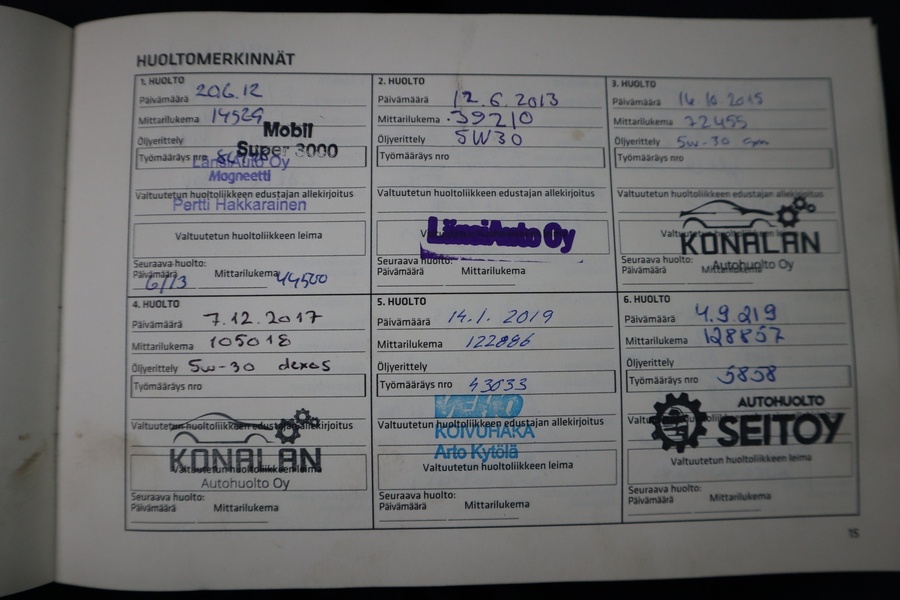 HUOLTOMERKINNÄT
1. HUOLTO
Päivämäärä 20.6.12
Mittarilukema 14529
Öljyerittely Mobil
Super 3000
Työmääräys nro
LänsiAuto Oy
Magneetti
Valtuutetun huoltoliikkeen edustajan allekirjoitus
Pertti Hakkarainen
Valtuutetun huoltoliikkeen leima
Seuraava huolto:
Päivämäärä 6/13 Mittarilukema 44500
2. HUOLTO
Päivämäärä 12.6.2013
Mittarilukema 39210
Öljyerittely 5W30
Työmääräys nro
Valtuutetun huoltoliikkeen edustajan allekirjoitus
LänsiAuto Oy
Seuraava huolto:
Päivämäärä Mittarilukema
3. HUOLTO
Päivämäärä 14.10.2015
Mittarilukema 72455
Öljyerittely 5w-30
Työmääräys nro
Valtuutetun huoltoliikkeen edustajan allekirjoitus
KONALAN
Autohuolto Oy
Seuraava huolto:
Päivämäärä Mittarilukema
4. HUOLTO
Päivämäärä 7.12.2017
Mittarilukema 105018
Öljyerittely 5w-30 dexos
Työmääräys nro
Valtuutetun huoltoliikkeen edustajan allekirjoitus
KONALAN
Valtuutetun huoltoliikkeen leima
Autohuolto Oy
Seuraava huolto:
Päivämäärä Mittarilukema
5. HUOLTO
Päivämäärä 14.1.2019
Mittarilukema 122886
Öljyerittely
Työmääräys nro 43033
VEHO
Valtuutetun huoltoliikkeen edustajan allekirjoitus
KOIVUHAKA
Arto Kytölä
Valtuutetun huoltoliikkeen leima
Seuraava huolto:
Päivämäärä Mittarilukema
6. HUOLTO
Päivämäärä 4.9.219
Mittarilukema 128857
Öljyerittely
Työmääräys nro 5858
AUTOHUOLTO
SEITOY
Valtuutetun huoltoliikkeen leima
Seuraava huolto:
Päivämäärä Mittarilukema
15